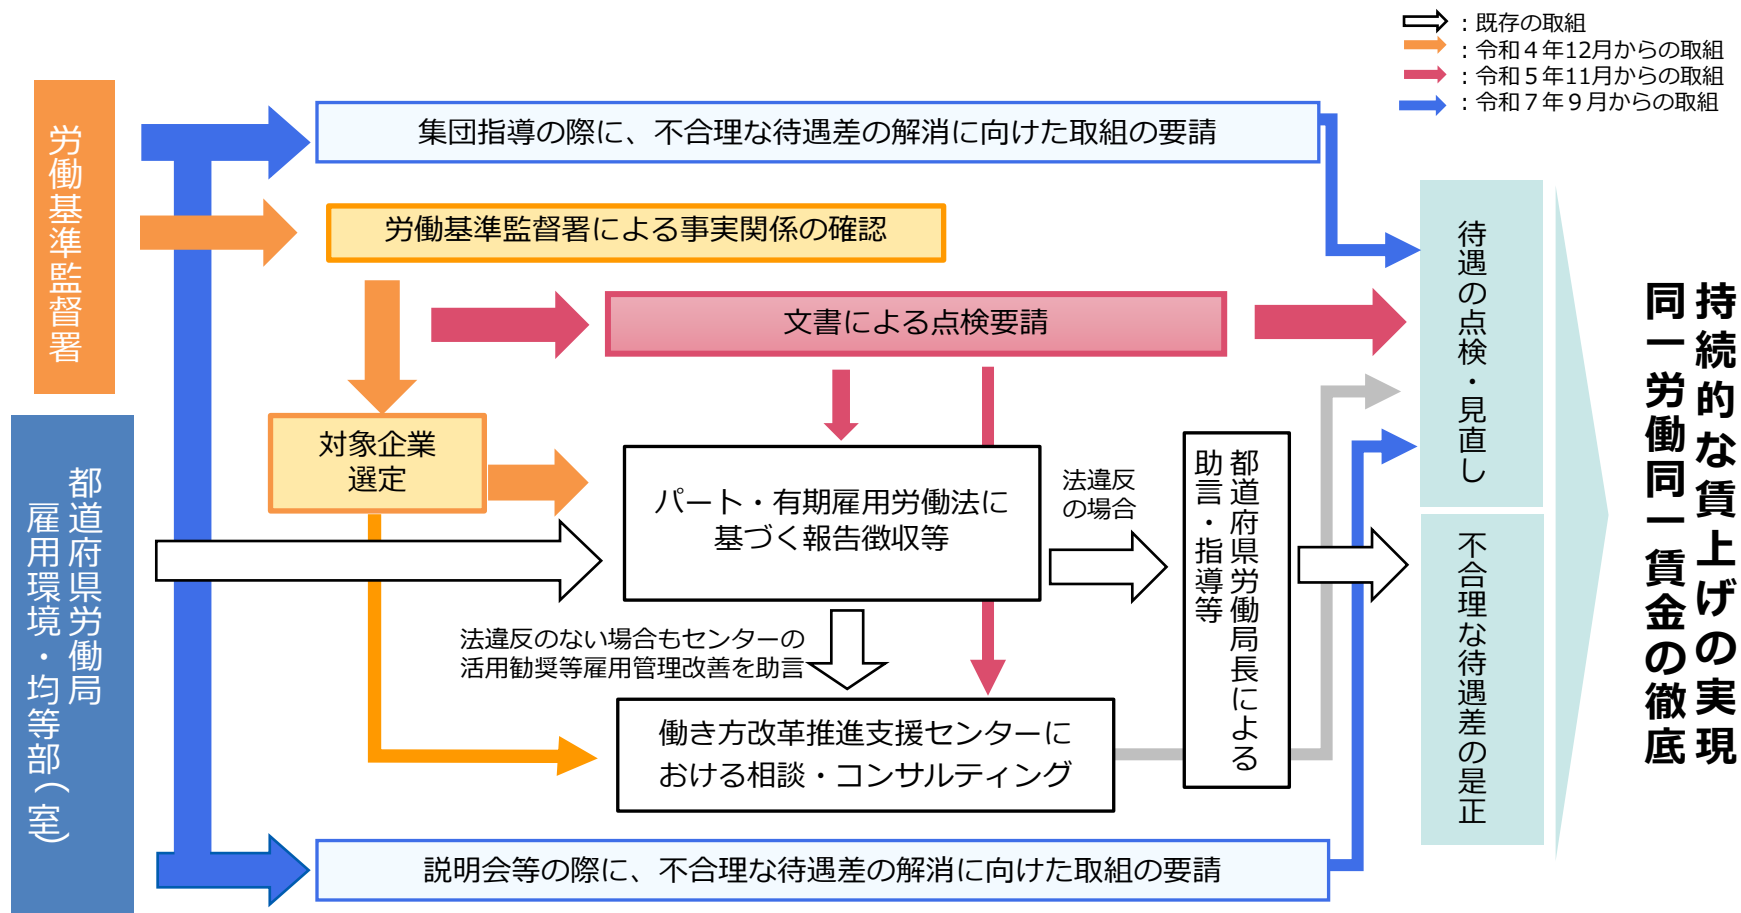 ：既存の取組
：令和４年12月からの取組
：令和５年11月からの取組
：令和７年９月からの取組
労働基準監督署
集団指導の際に、不合理な待遇差の解消に向けた取組の要請
労働基準監督署による事実関係の確認
文書による点検要請
対象企業
選定
都道府県労働局
雇用環境・均等部（室）
パート・有期雇用労働法に
基づく報告徴収等
法違反
の場合
都道府県労働局長による
助言・指導等
法違反のない場合もセンターの
活用勧奨等雇用管理改善を助言
働き方改革推進支援センターに
おける相談・コンサルティング
説明会等の際に、不合理な待遇差の解消に向けた取組の要請
待遇の点検・見直し
不合理な待遇差の是正
持続的な賃上げの実現
同一労働同一賃金の徹底